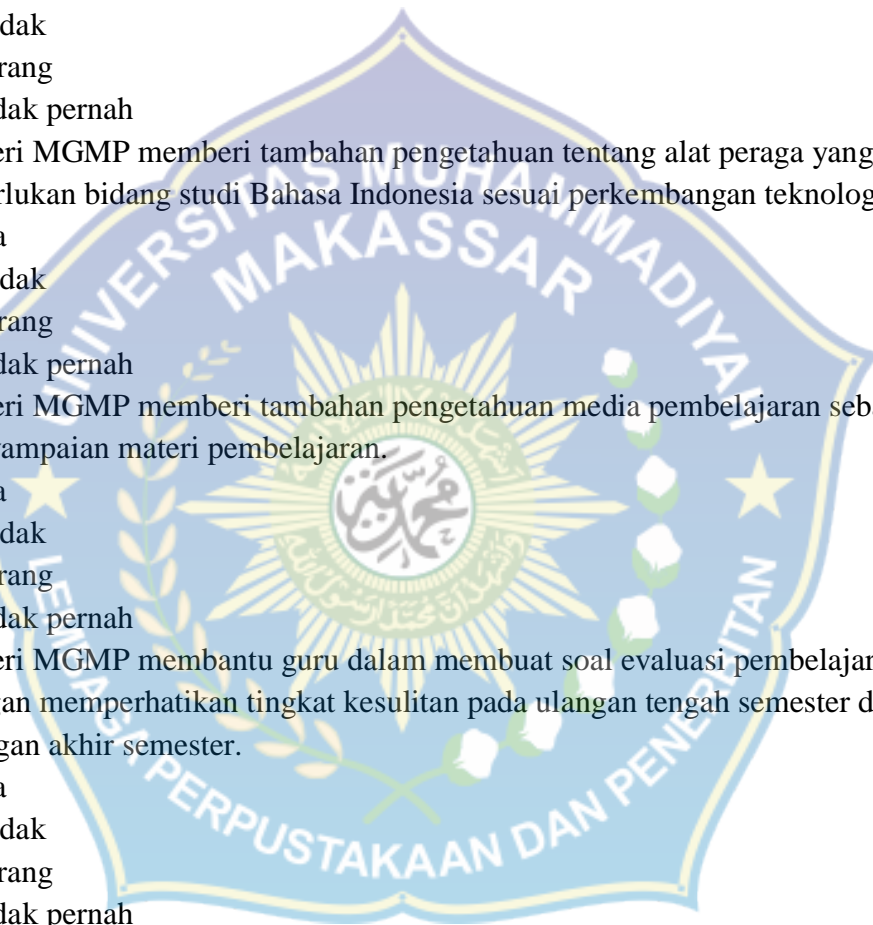 dak
rang
dak pernah
eri MGMP memberi tambahan pengetahuan tentang alat peraga yang
rlukan bidang studi Bahasa Indonesia sesuai perkembangan teknolog
a
dak
rang
dak pernah
eri MGMP memberi tambahan pengetahuan media pembelajaran seb
ampaian materi pembelajaran.
a
dak
rang
dak pernah
eri MGMP membantu guru dalam membuat soal evaluasi pembelajar
gan memperhatikan tingkat kesulitan pada ulangan tengah semester d
gan akhir semester.
a
dak
rang
dak pernah
UNIVERSITAS MUHAMMADIYAH
MAKASSAR
محمدية
LEMBAGA PERPUSTAKAAN DAN PENERBITAN